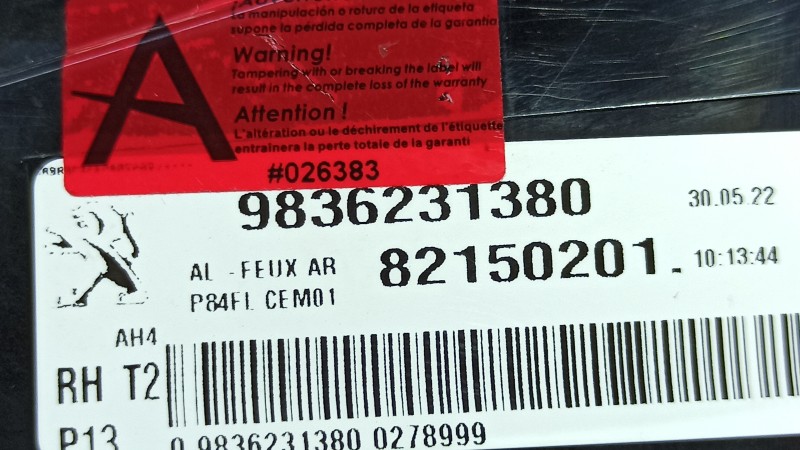 ¡Advertencia!
La manipulación o rotura de la etiqueta
supone la pérdida completa de la garantía
Warning!
Tampering with or breaking the label will
result in the complete loss of the warranty
Attention !
L'altération ou le déchirement de l'étiquette
entraînera la perte totale de la garanti
#026383
9836231380
30.05.22
AL -FEUX AR
82150201.
10:13:44
P84FL CEM01
AH4
RH T2
P13
0 9836231380 0278999